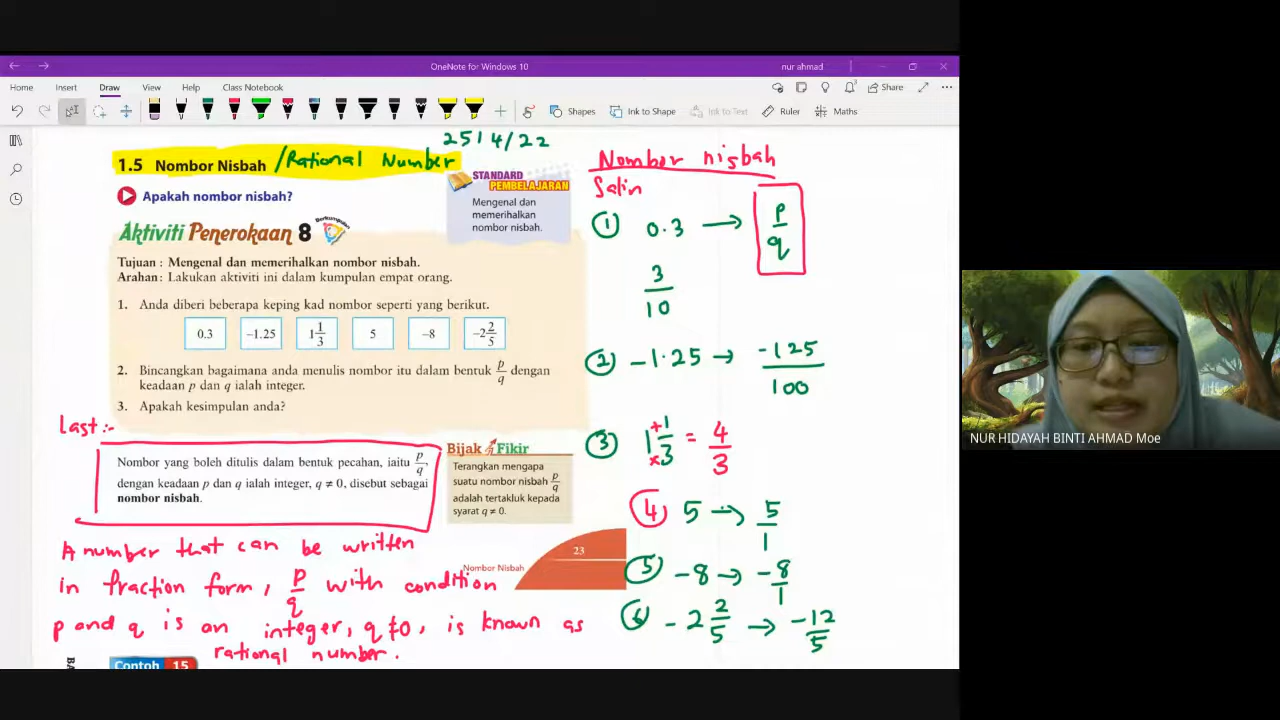 OneNote for Windows 10
nur ahmad
Home Insert Draw View Help Class Notebook
Share
Shapes Ink to Shape Ink to Text Ruler Maths
2514/22
1.5 Nombor Nisbah /Rational Number
Apakah nombor nisbah?
STANDARD
PEMBELAJARAN
Mengenal dan
memerihalkan
nombor nisbah.
Aktiviti Penerokaan 8
Berkumpulan
Tujuan : Mengenal dan memerihalkan nombor nisbah.
Arahan: Lakukan aktiviti ini dalam kumpulan empat orang.
1. Anda diberi beberapa keping kad nombor seperti yang berikut.
0.3 −1.25 1 1/3 5 −8 −2 2/5
2. Bincangkan bagaimana anda menulis nombor itu dalam bentuk p/q dengan
keadaan p dan q ialah integer.
3. Apakah kesimpulan anda?
Last:-
Nombor yang boleh ditulis dalam bentuk pecahan, iaitu p/q,
dengan keadaan p dan q ialah integer, q ≠ 0, disebut sebagai
nombor nisbah.
Bijak Fikir
Terangkan mengapa
suatu nombor nisbah p/q
adalah tertakluk kepada
syarat q ≠ 0.
23
Nombor Nisbah
A number that can be written
in fraction form, p/q with condition
p and q is an integer, q ≠ 0, is known as
rational number.
Contoh 15
Nombor nisbah
Salin
1 0.3 → p/q
3/10
2 −1.25 → −125/100
3 1 1/3 = 4/3
+
×
4 5 → 5/1
5 −8 → −8/1
6 −2 2/5 → −12/5
NUR HIDAYAH BINTI AHMAD Moe